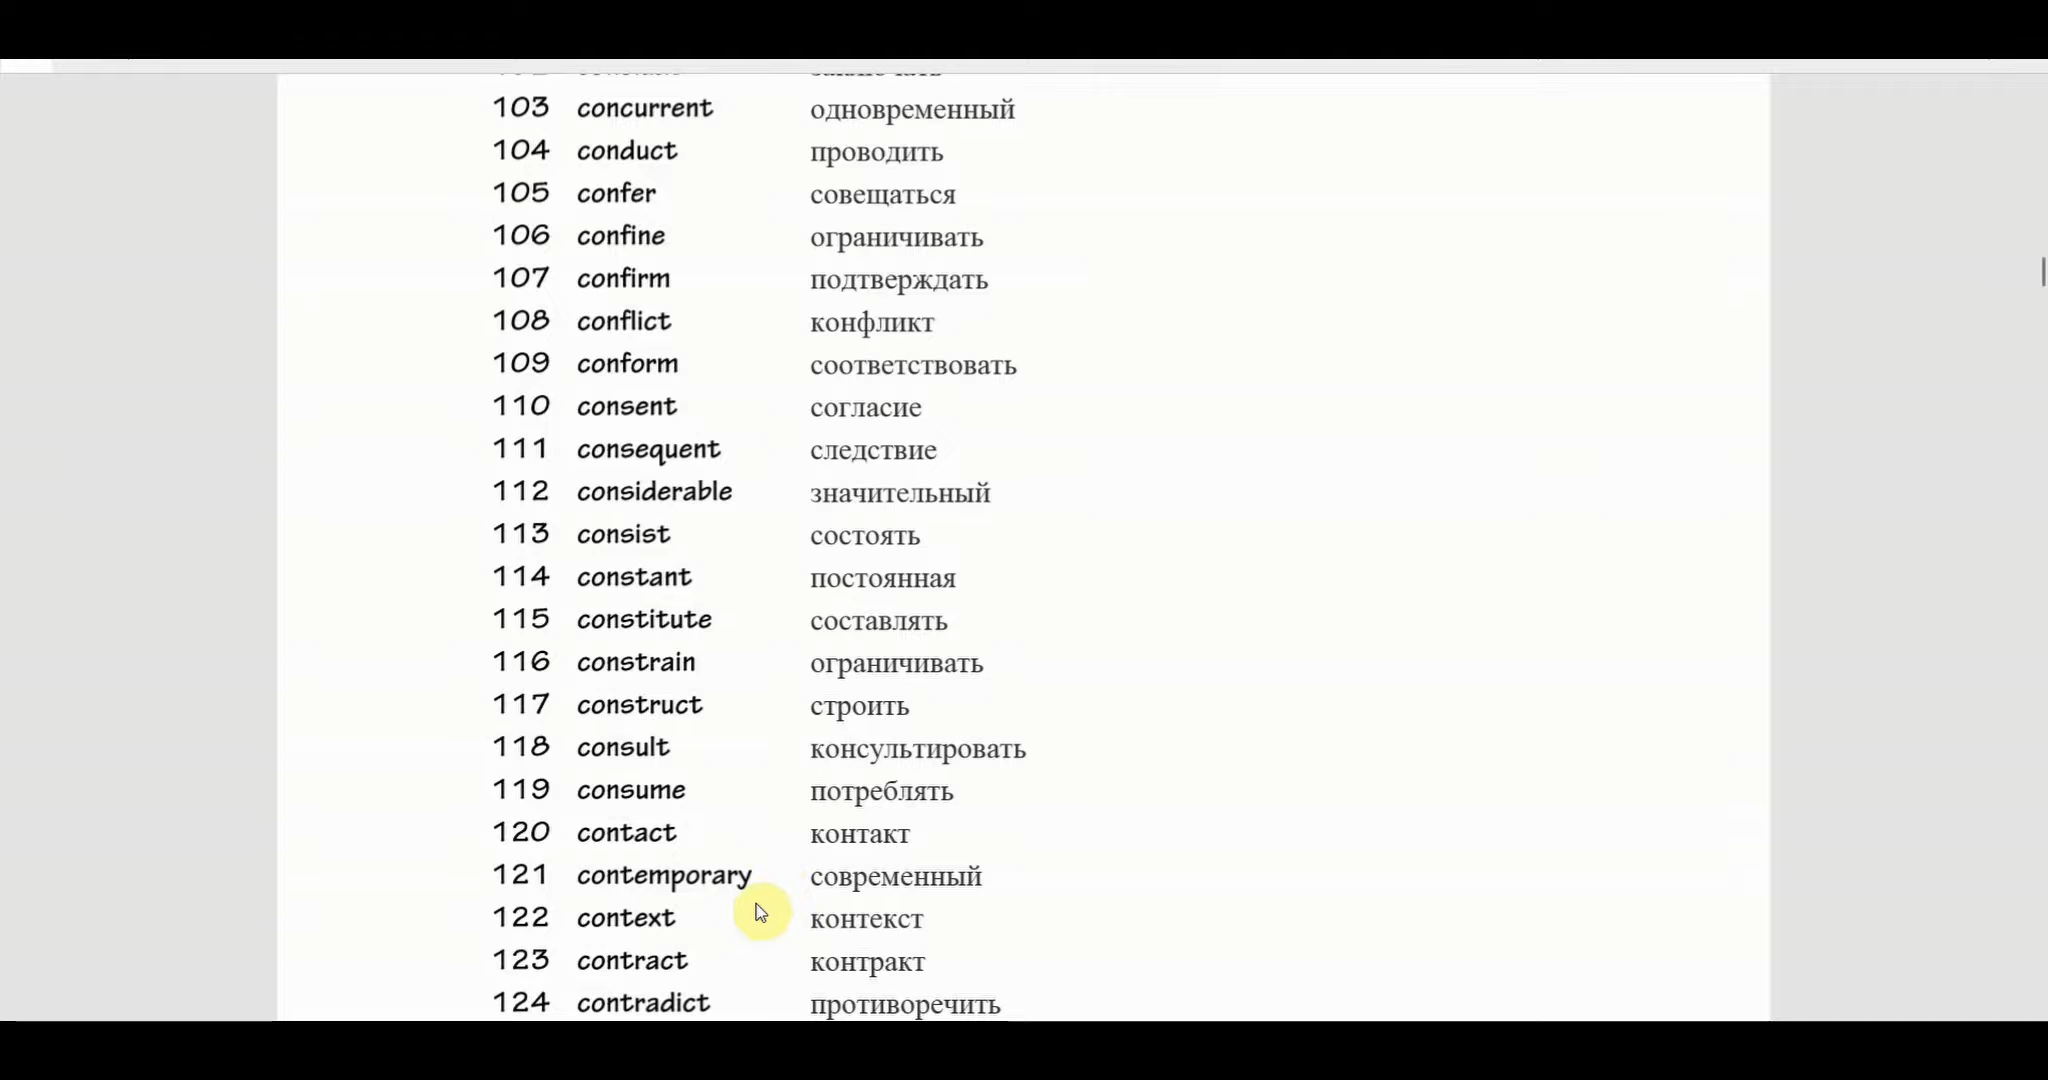 103 concurrent одновременный
104 conduct проводить
105 confer совещаться
106 confine ограничивать
107 confirm подтверждать
108 conflict конфликт
109 conform соответствовать
110 consent согласие
111 consequent следствие
112 considerable значительный
113 consist состоять
114 constant постоянная
115 constitute составлять
116 constrain ограничивать
117 construct строить
118 consult консультировать
119 consume потреблять
120 contact контакт
121 contemporary современный
122 context контекст
123 contract контракт
124 contradict противоречить